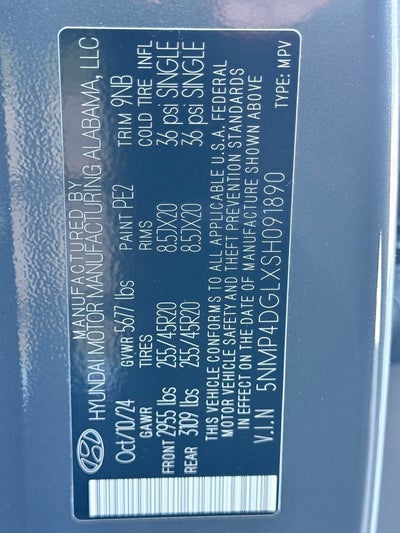 MANUFACTURED BY
HYUNDAI MOTOR MANUFACTURING ALABAMA, LLC
Oct/10/24 GVWR 5677 lbs PAINT PE2 TRIM 9NB
GAWR TIRES RIMS COLD TIRE INFL
FRONT 2955 lbs 255/45R20 8.5JX20 36 psi SINGLE
REAR 3109 lbs 255/45R20 8.5JX20 36 psi SINGLE
THIS VEHICLE CONFORMS TO ALL APPLICABLE U.S.A. FEDERAL
MOTOR VEHICLE SAFETY AND THEFT PREVENTION STANDARDS
IN EFFECT ON THE DATE OF MANUFACTURE SHOWN ABOVE
V.I.N 5NMP4DGLXSH091890 TYPE: MPV